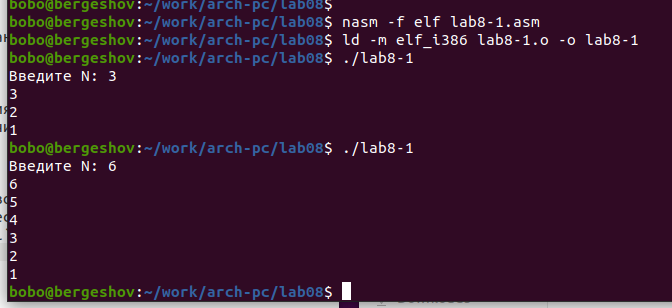 bobo@bergeshov:~/work/arch-pc/lab08$
bobo@bergeshov:~/work/arch-pc/lab08$ nasm -f elf lab8-1.asm
bobo@bergeshov:~/work/arch-pc/lab08$ ld -m elf_i386 lab8-1.o -o lab8-1
bobo@bergeshov:~/work/arch-pc/lab08$ ./lab8-1
Введите N: 3
3
2
1
bobo@bergeshov:~/work/arch-pc/lab08$ ./lab8-1
Введите N: 6
6
5
4
3
2
1
bobo@bergeshov:~/work/arch-pc/lab08$